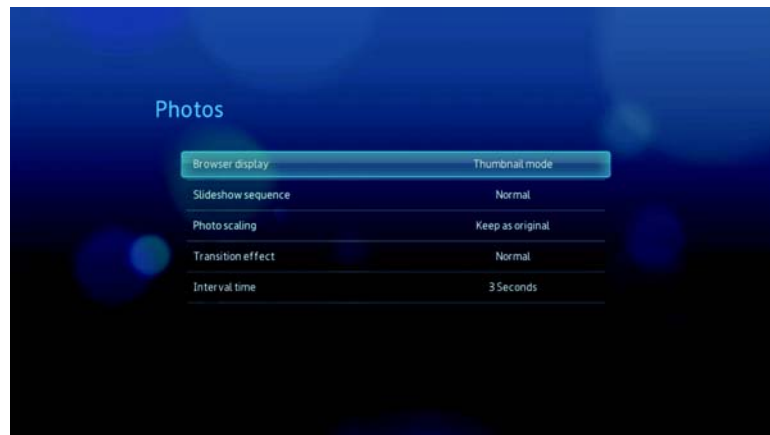 Photos
Browser display Thumbnail mode
Slideshow sequence Normal
Photo scaling Keep as original
Transition effect Normal
Interval time 3 Seconds